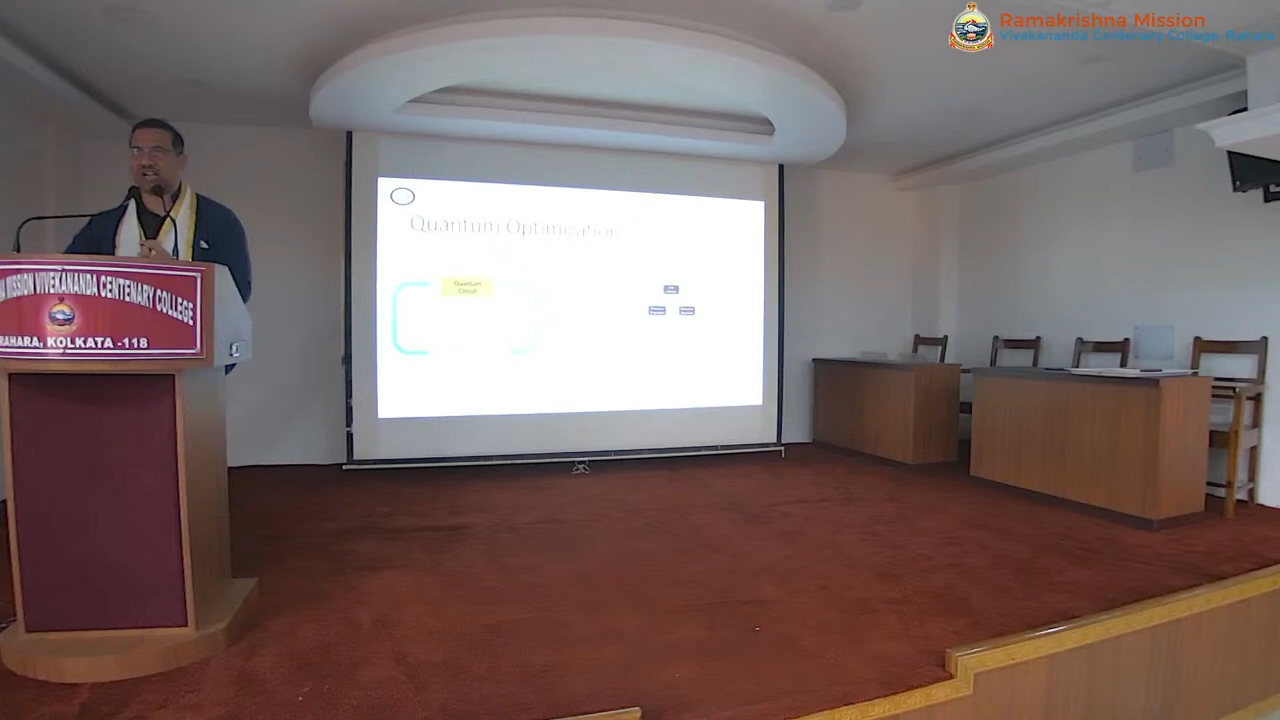 Ramakrishna Mission
Vivekananda Centenary College, Rahara
Quantum Optimization
Quantum
Circuit
MISSION VIVEKANANDA CENTENARY COLLEGE
RAHARA, KOLKATA -118